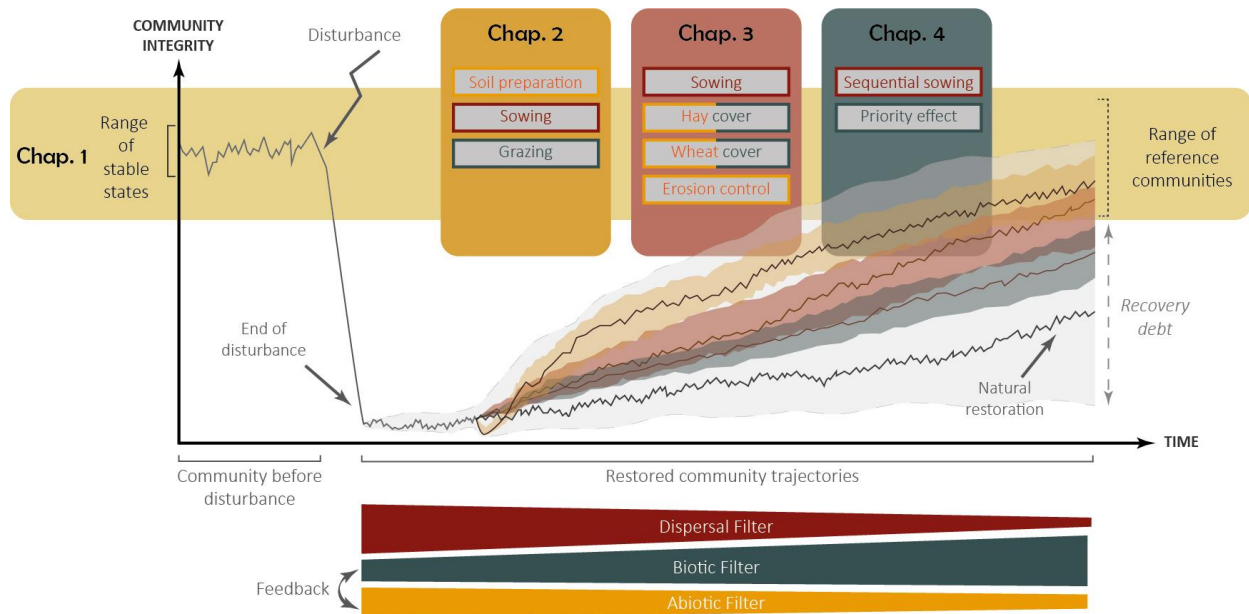 COMMUNITY
INTEGRITY
Disturbance
Chap. 2
Soil preparation
Sowing
Grazing
Chap. 3
Sowing
Hay cover
Wheat cover
Erosion control
Chap. 4
Sequential sowing
Priority effect
Chap. 1
Range
of
stable
states
Range of
reference
communities
Recovery
debt
End of
disturbance
Natural
restoration
TIME
Community before
disturbance
Restored community trajectories
Dispersal Filter
Biotic Filter
Feedback
Abiotic Filter